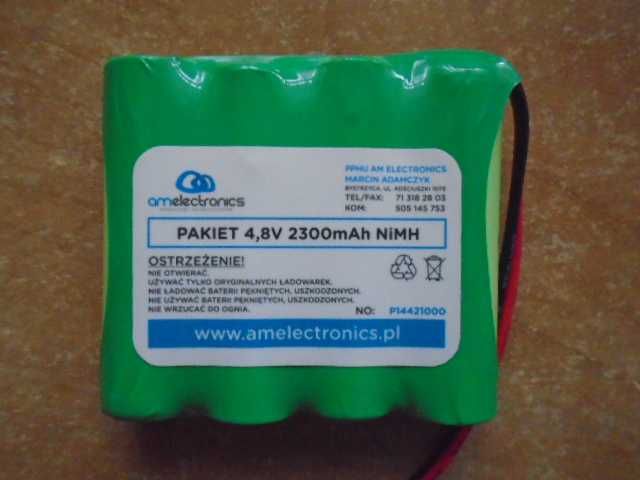 amelectronics
PPHU AM ELECTRONICS
MARCIN ADAMCZYK
BYSTRZYCA, UL.
TEL/FAX: 71 318 28 03
KOM: 505 145 753
PAKIET 4,8V 2300mAh NiMH
OSTRZEŻENIE!
NIE OTWIERAĆ.
UŻYWAĆ TYLKO ORYGINALNYCH ŁADOWAREK.
NIE ŁADOWAĆ BATERII PĘKNIĘTYCH, USZKODZONYCH.
NIE UŻYWAĆ BATERII PĘKNIĘTYCH, USZKODZONYCH.
NIE WRZUCAĆ DO OGNIA.
NO: P14421000
www.amelectronics.pl